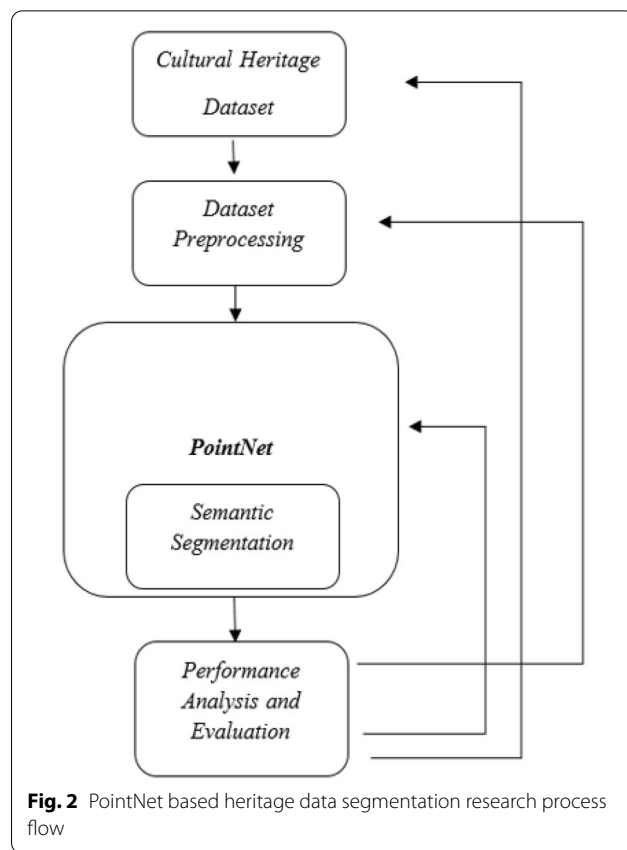 Cultural Heritage
Dataset
Dataset
Preprocessing
PointNet
Semantic
Segmentation
Performance
Analysis and
Evaluation
Fig. 2 PointNet based heritage data segmentation research process
flow